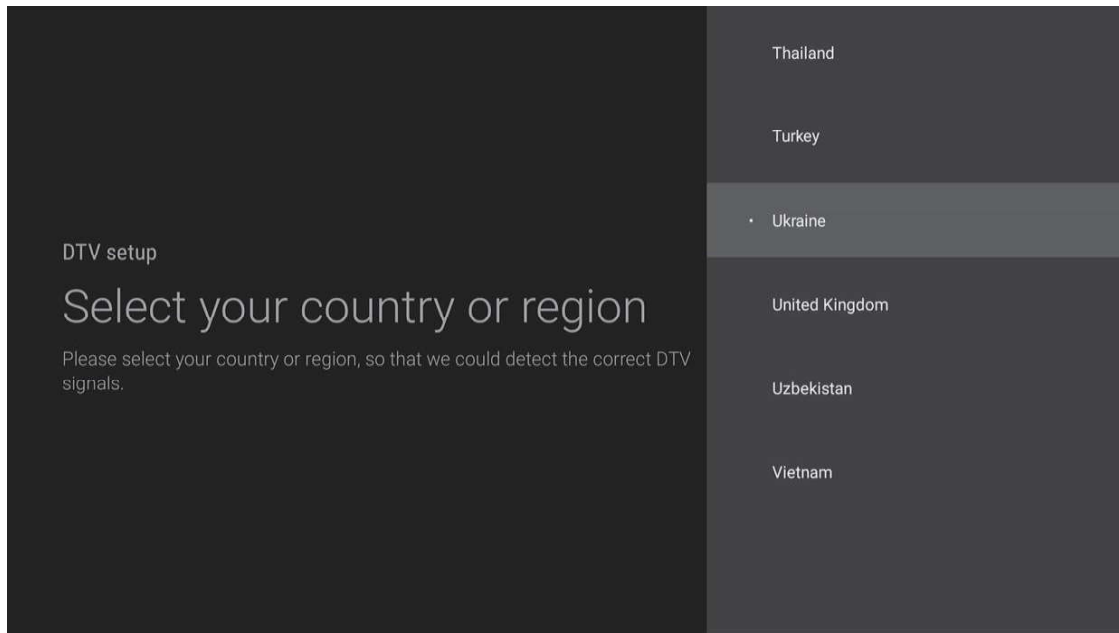 DTV setup
Select your country or region
Please select your country or region, so that we could detect the correct DTV
signals.
Thailand
Turkey
Ukraine
United Kingdom
Uzbekistan
Vietnam